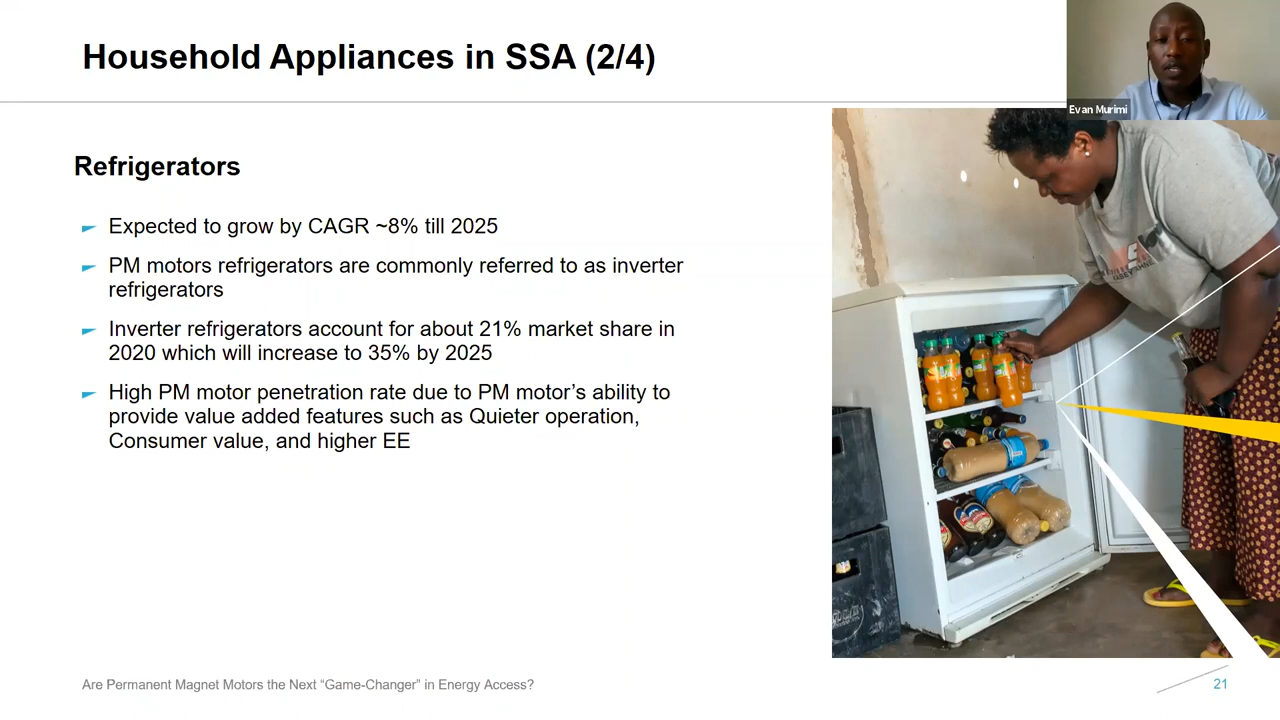 Household Appliances in SSA (2/4)
Evan Murimi
Refrigerators
Expected to grow by CAGR ~8% till 2025
PM motors refrigerators are commonly referred to as inverter
refrigerators
Inverter refrigerators account for about 21% market share in
2020 which will increase to 35% by 2025
High PM motor penetration rate due to PM motor’s ability to
provide value added features such as Quieter operation,
Consumer value, and higher EE
Are Permanent Magnet Motors the Next “Game-Changer” in Energy Access?
21